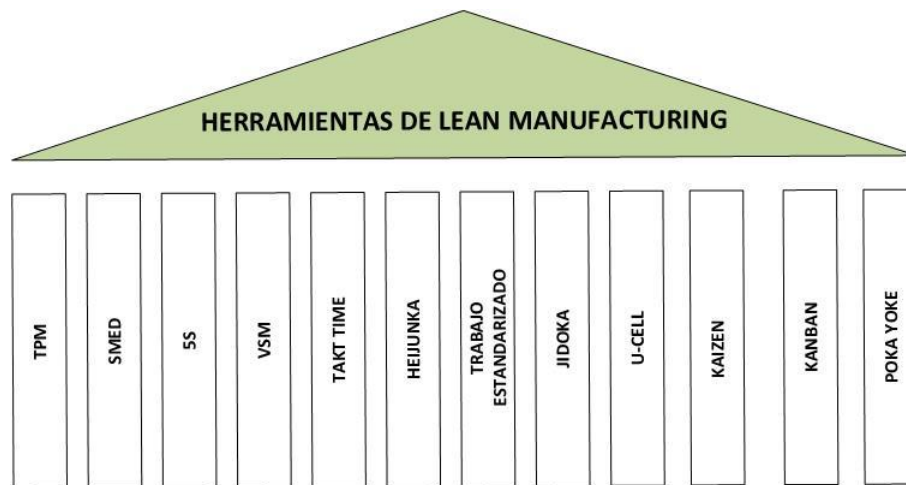 HERRAMIENTAS DE LEAN MANUFACTURING
TPM
SMED
5S
VSM
TAKT TIME
HEIJUNKA
TRABAJO
ESTANDARIZADO
JIDOKA
U-CELL
KAIZEN
KANBAN
POKA YOKE